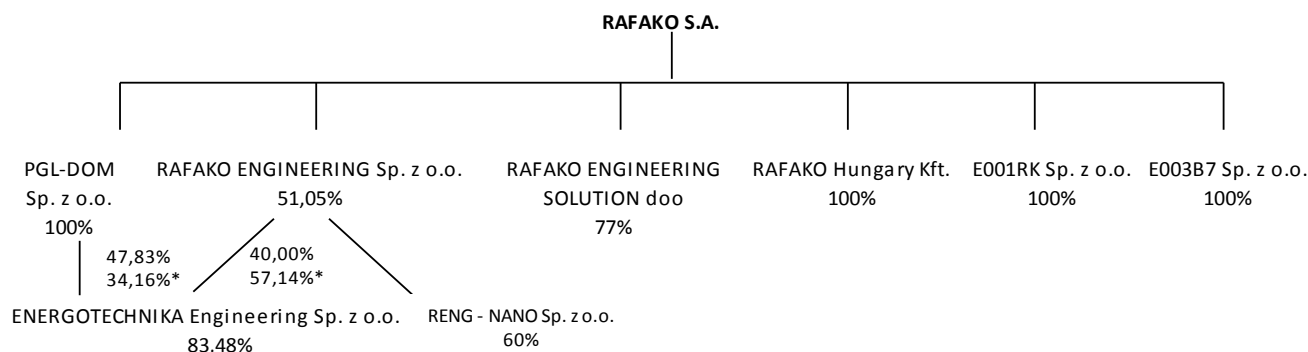 RAFAKO S.A.
PGL-DOM
Sp. z o.o.
100%
RAFAKO ENGINEERING Sp. z o.o.
51,05%
RAFAKO ENGINEERING
SOLUTION doo
77%
RAFAKO Hungary Kft.
100%
E001RK Sp. z o.o.
100%
E003B7 Sp. z o.o.
100%
47,83%
34,16%*
40,00%
57,14%*
ENERGOTECHNIKA Engineering Sp. z o.o.
83,48%
RENG - NANO Sp. z o.o.
60%